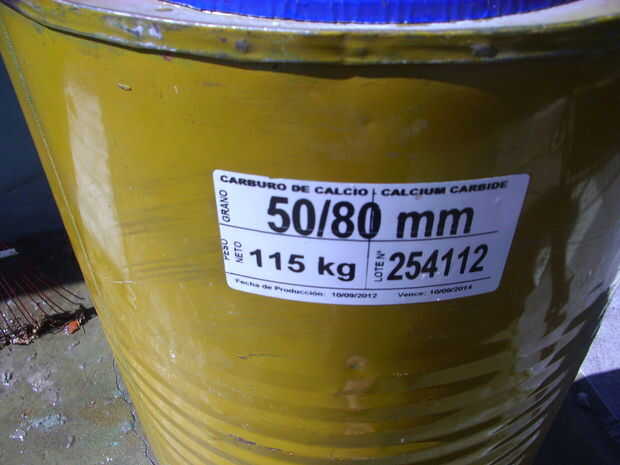 CARBURO DE CALCIO - CALCIUM CARBIDE
GRANO 50/80 mm
PESO NETO 115 kg LOTE Nº 254112
Fecha de Producción: 10/09/2012 Vence: 10/09/2014